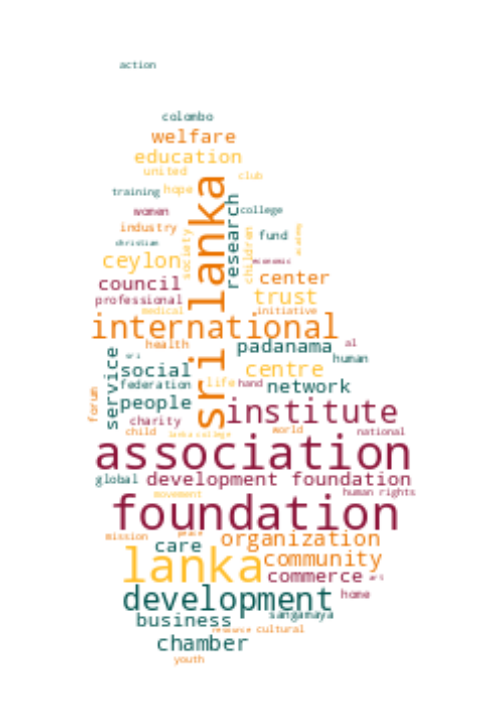 action
colombo
welfare
education
united
club
training hope
sri lanka
research
women
college
industry
fund
christian
society
children
academy
economic
ceylon
council
center
professional
trust
medical
initiative
international
health
padanama
al
human
service
social
centre
sri
federation
life
hand
network
forum
people
institute
charity
child
world
national
lanka college
association
global
development foundation
human rights
movement
foundation
mission
peace
organization
care
lanka
community
commerce
art
home
development
business
sangamaya
resource
cultural
chamber
youth